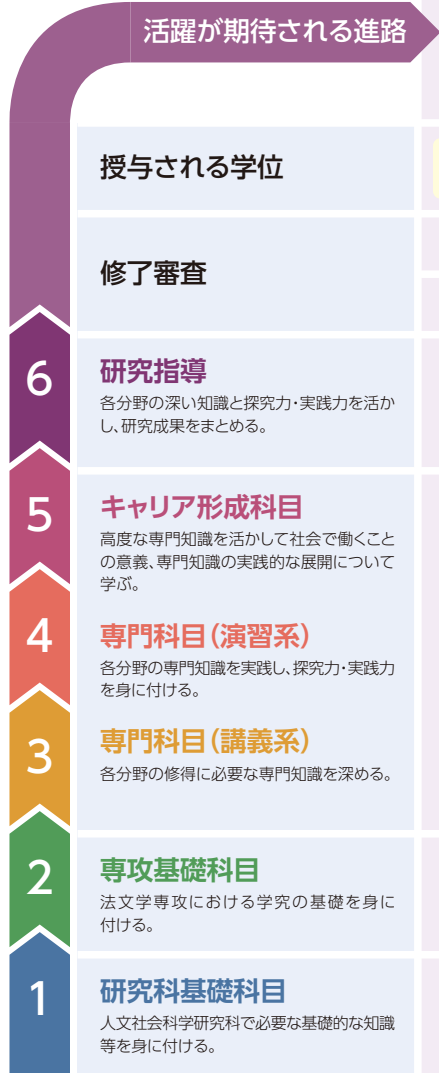 活躍が期待される進路
授与される学位
修了審査
6
研究指導
各分野の深い知識と探究力・実践力を活か
し、研究成果をまとめる。
5
キャリア形成科目
高度な専門知識を活かして社会で働くこと
の意義、専門知識の実践的な展開について
学ぶ。
4
専門科目(演習系)
各分野の専門知識を実践し、探究力・実践力
を身に付ける。
3
専門科目(講義系)
各分野の修得に必要な専門知識を深める。
2
専攻基礎科目
法文学専攻における学究の基礎を身に
付ける。
1
研究科基礎科目
人文社会科学研究科で必要な基礎的な知識
等を身に付ける。